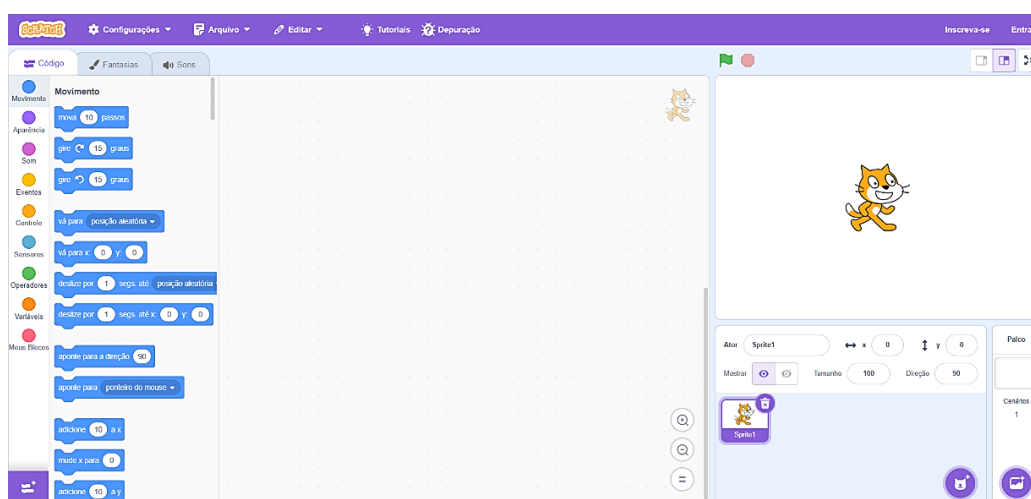 SCRATCH Configurações Arquivo Editar Tutoriais Depuração Inscreva-se Entra
Código Fantasias Sons
Movimento
Aparência
Som
Eventos
Controle
Sensores
Operadores
Variáveis
Meus Blocos
Movimento
mova 10 passos
gire 15 graus
gire 15 graus
vá para posição aleatória
vá para x: 0 y: 0
deslize por 1 segs. até posição aleatória
deslize por 1 segs. até x: 0 y: 0
aponte para a direção 90
aponte para ponteiro do mouse
adicione 10 a x
mude x para 0
adicione 10 a y
Ator Sprite1 x 0 y 0
Mostrar Tamanho 100 Direção 90
Sprite1
Palco
Cenários
1